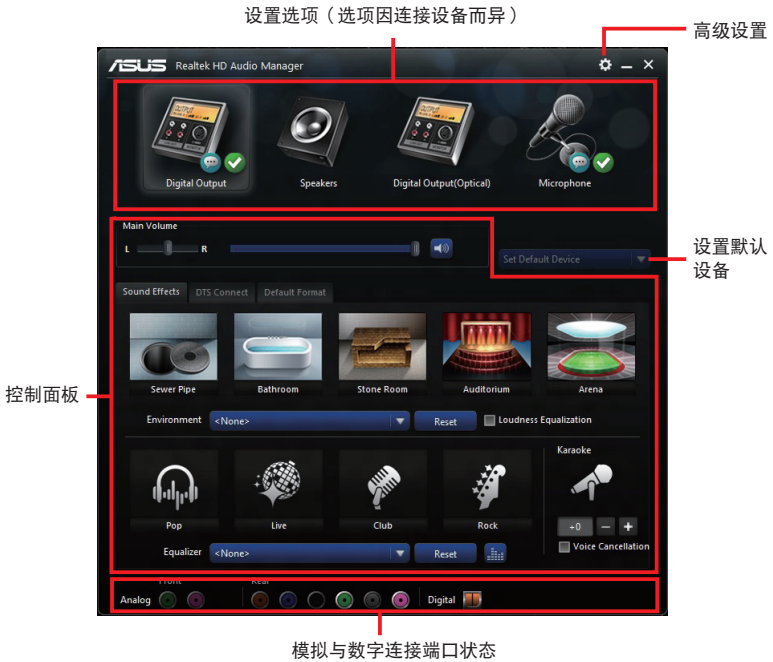 设置选项（选项因连接设备而异）
高级设置
ASUS Realtek HD Audio Manager
Digital Output
Speakers
Digital Output(Optical)
Microphone
Main Volume
L R
Set Default Device
设置默认
设备
Sound Effects DTS Connect Default Format
Sewer Pipe
Bathroom
Stone Room
Auditorium
Arena
控制面板
Environment <None> Reset Loudness Equalization
Karaoke
Pop
Live
Club
Rock
+0 − +
Equalizer <None> Reset
Voice Cancellation
Front Rear
Analog Digital
模拟与数字连接端口状态